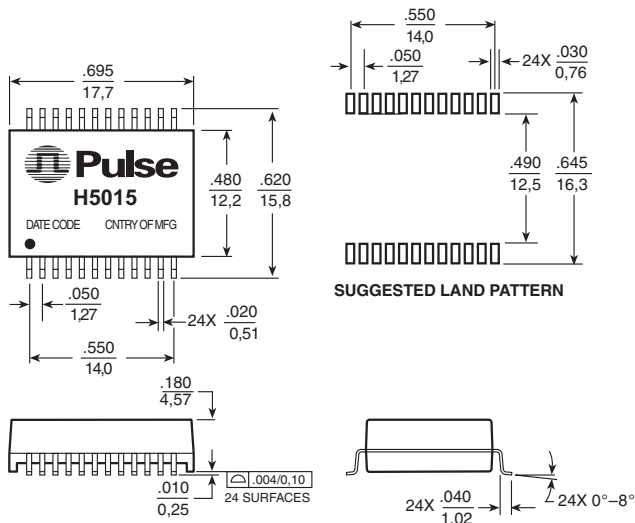 .695
17,7
Pulse
H5015
DATE CODE CNTRY OF MFG
.480
12,2
.620
15,8
.050
1,27
24X .020
0,51
.550
14,0
.550
14,0
.050
1,27
24X .030
0,76
.490
12,5
.645
16,3
SUGGESTED LAND PATTERN
.180
4,57
.010
0,25
.004/0,10
24 SURFACES
24X .040
1,02
24X 0°–8°